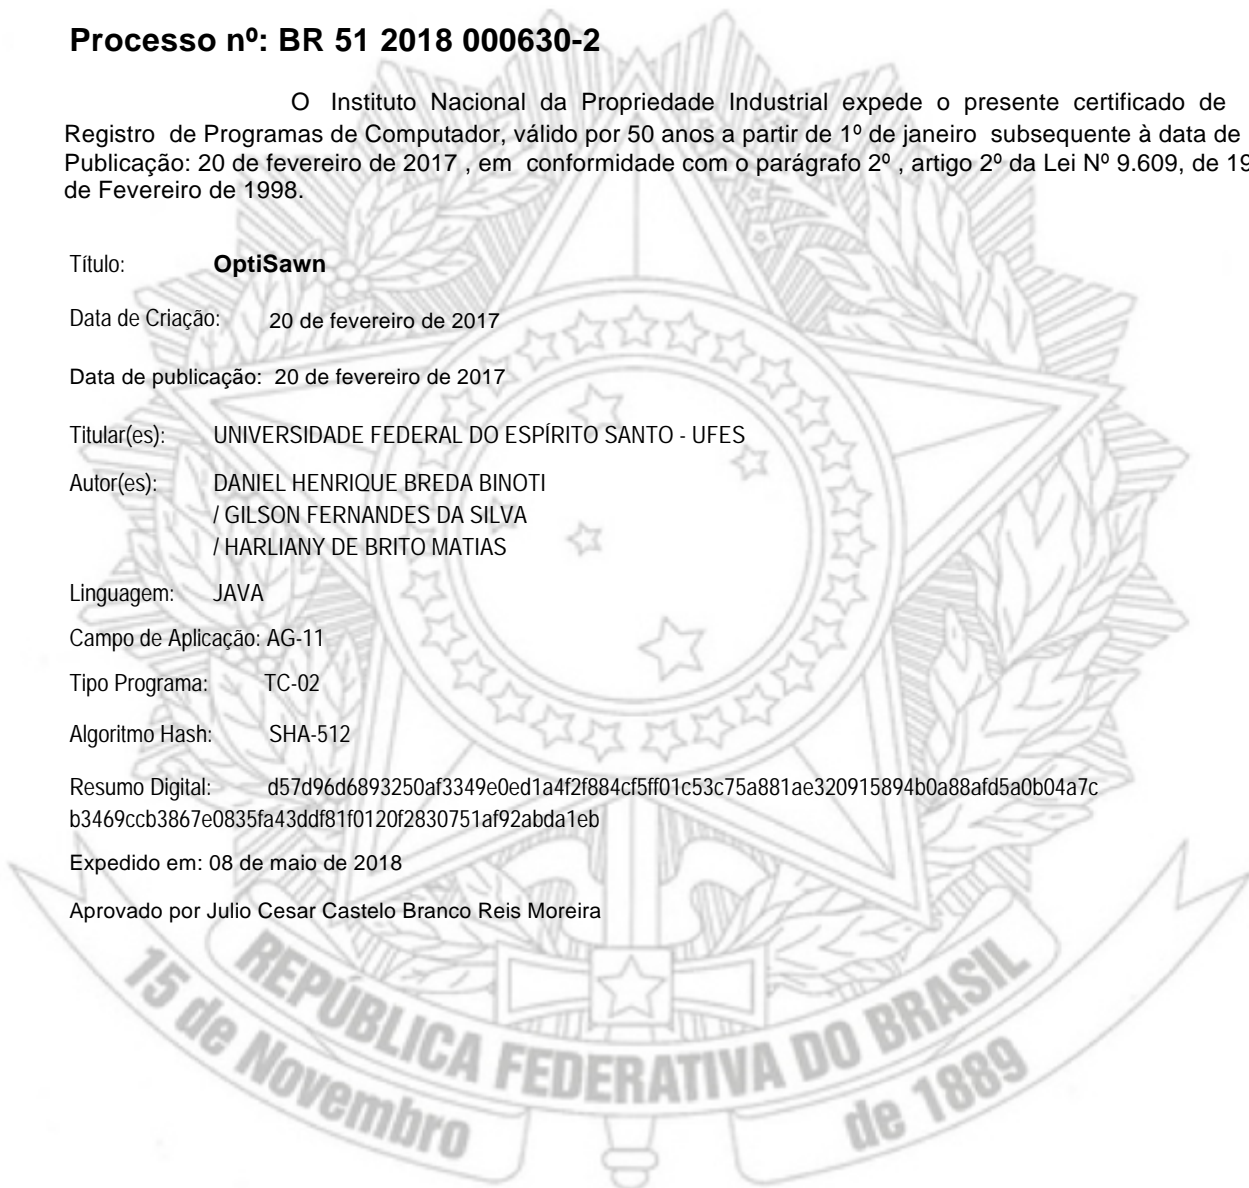 Processo nº: BR 51 2018 000630-2
O Instituto Nacional da Propriedade Industrial expede o presente certificado de
Registro de Programas de Computador, válido por 50 anos a partir de 1º de janeiro subsequente à data de
Publicação: 20 de fevereiro de 2017 , em conformidade com o parágrafo 2º , artigo 2º da Lei Nº 9.609, de 19
de Fevereiro de 1998.
Título: OptiSawn
Data de Criação: 20 de fevereiro de 2017
Data de publicação: 20 de fevereiro de 2017
Titular(es): UNIVERSIDADE FEDERAL DO ESPÍRITO SANTO - UFES
Autor(es): DANIEL HENRIQUE BREDA BINOTI
/ GILSON FERNANDES DA SILVA
/ HARLIANY DE BRITO MATIAS
Linguagem: JAVA
Campo de Aplicação: AG-11
Tipo Programa: TC-02
Algoritmo Hash: SHA-512
Resumo Digital: d57d96d6893250af3349e0ed1a4f2f884cf5ff01c53c75a881ae320915894b0a88afd5a0b04a7c
b3469ccb3867e0835fa43ddf81f0120f2830751af92abda1eb
Expedido em: 08 de maio de 2018
Aprovado por Julio Cesar Castelo Branco Reis Moreira
REPÚBLICA FEDERATIVA DO BRASIL
15 de Novembro de 1889